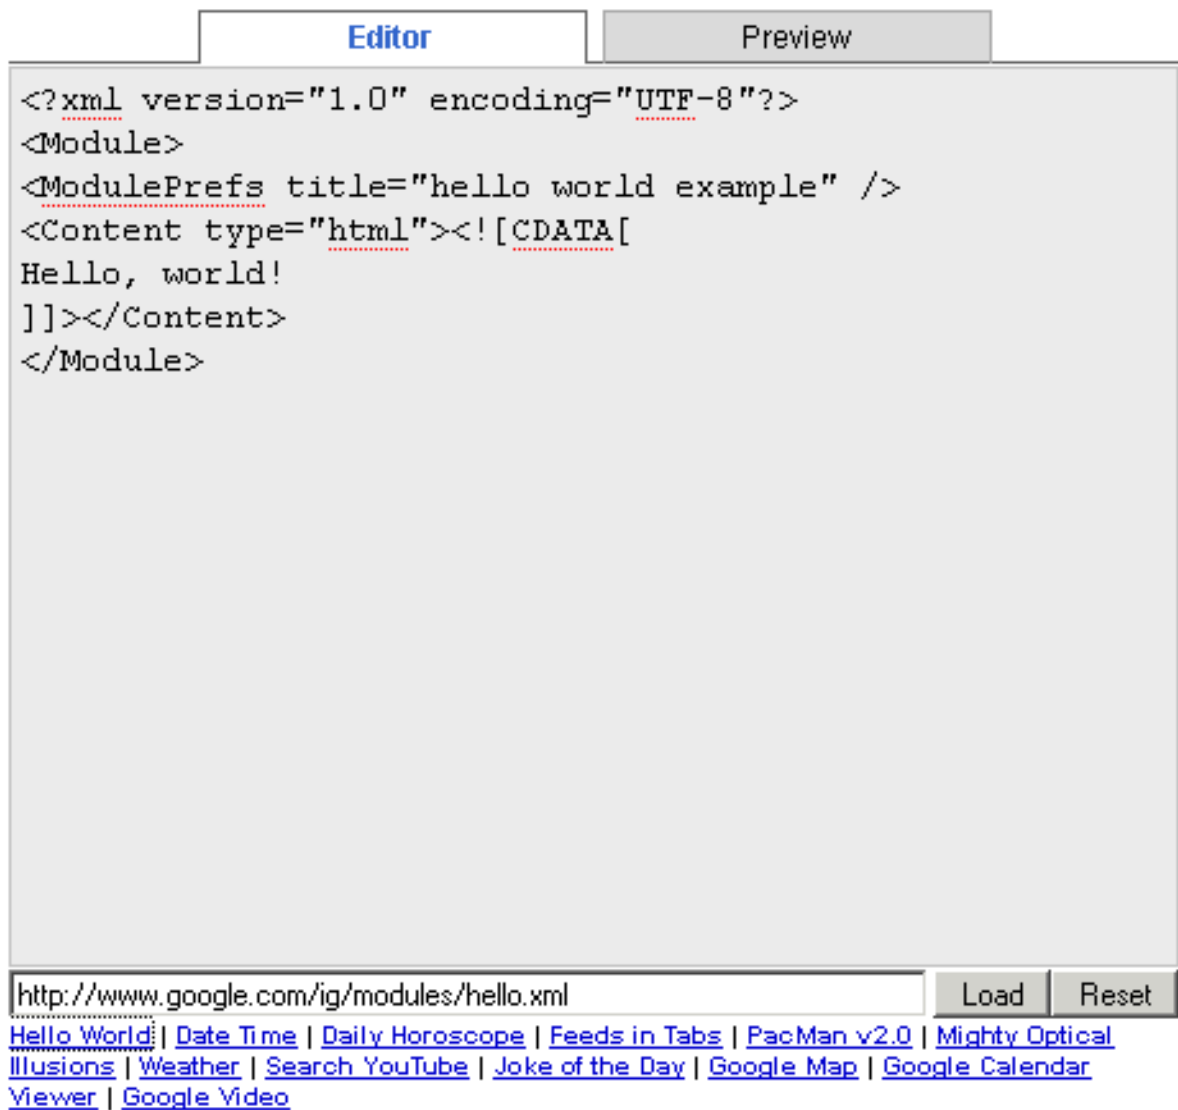 Editor Preview
<?xml version="1.0" encoding="UTF-8"?>
<Module>
<ModulePrefs title="hello world example" />
<Content type="html"><![CDATA[
Hello, world!
]]></Content>
</Module>
http://www.google.com/ig/modules/hello.xml Load Reset
Hello World | Date Time | Daily Horoscope | Feeds in Tabs | PacMan v2.0 | Mighty Optical
Illusions | Weather | Search YouTube | Joke of the Day | Google Map | Google Calendar
Viewer | Google Video